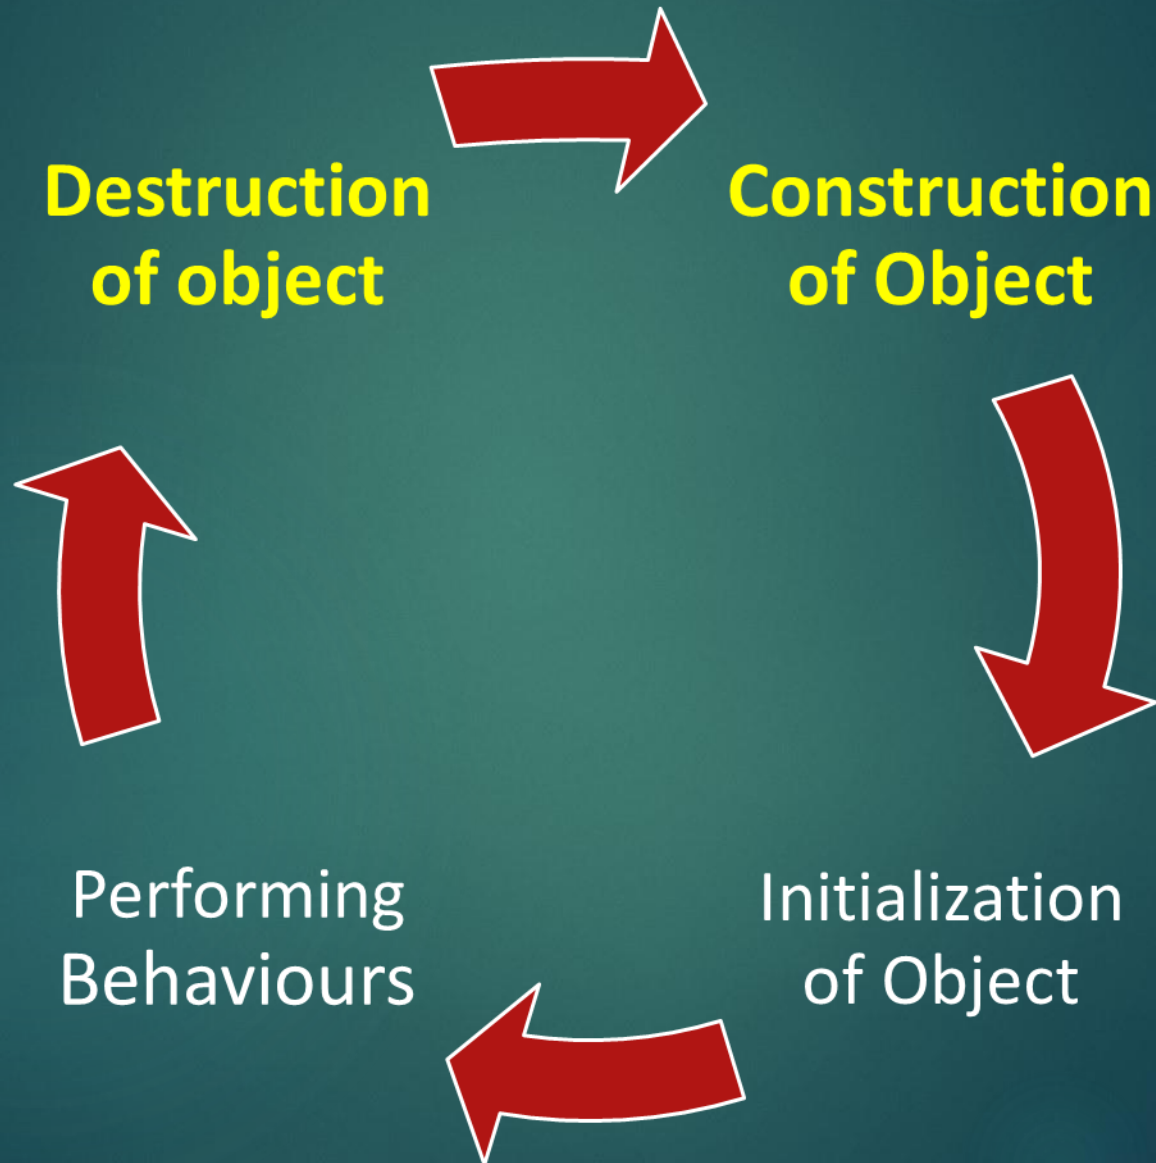 Destruction
of object
Construction
of Object
Performing
Behaviours
Initialization
of Object